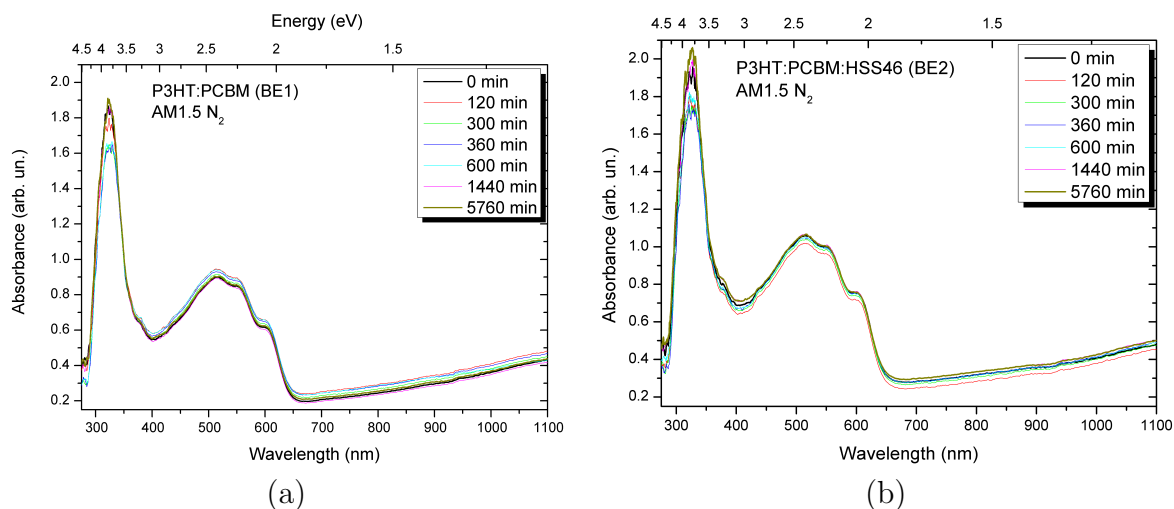 Energy (eV)
4.5 4 3.5 3 2.5 2 1.5
P3HT:PCBM (BE1)
AM1.5 N2
0 min
120 min
300 min
360 min
600 min
1440 min
5760 min
2.0
1.8
1.6
1.4
1.2
1.0
0.8
0.6
0.4
0.2
Absorbance (arb. un.)
300 400 500 600 700 800 900 1000 1100
Wavelength (nm)
(a)
Energy (eV)
4.5 4 3.5 3 2.5 2 1.5
P3HT:PCBM:HSS46 (BE2)
AM1.5 N2
0 min
120 min
300 min
360 min
600 min
1440 min
5760 min
2.0
1.8
1.6
1.4
1.2
1.0
0.8
0.6
0.4
0.2
Absorbance (arb. un.)
300 400 500 600 700 800 900 1000 1100
Wavelength (nm)
(b)